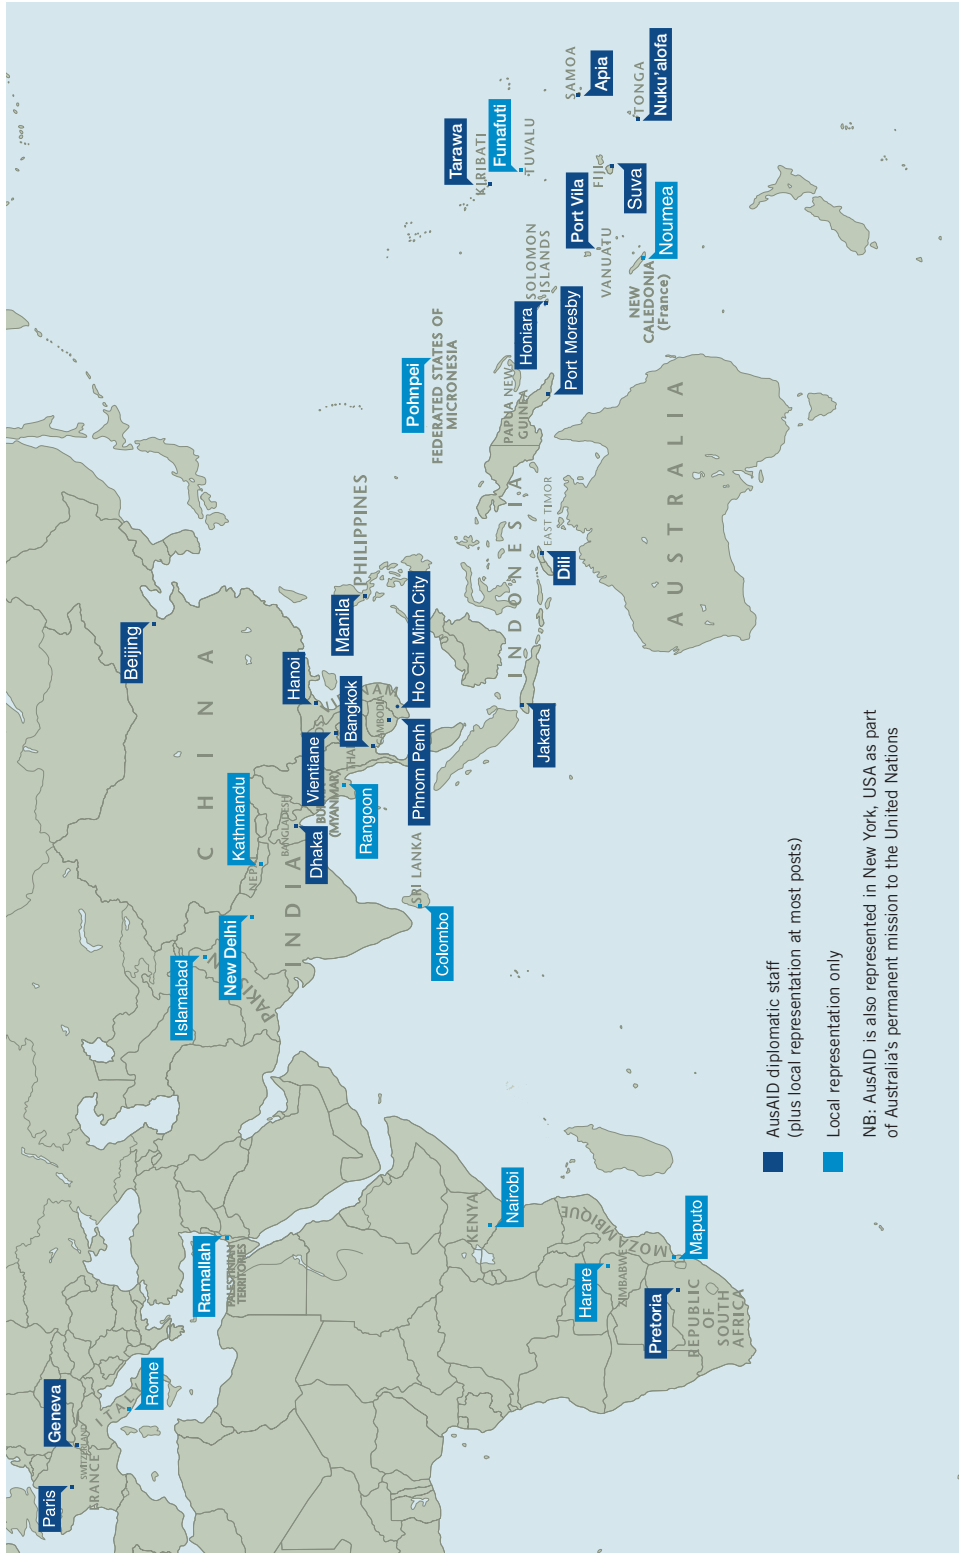 Paris
Geneva
SWITZERLAND
FRANCE
ITALY
Rome
Ramallah
PALESTINIAN
TERRITORIES
KENYA
Nairobi
Harare
ZIMBABWE
MOZAMBIQUE
Maputo
Pretoria
REPUBLIC
OF
SOUTH
AFRICA
Islamabad
PAKISTAN
New Delhi
Kathmandu
NEPAL
INDIA
BANGLADESH
Dhaka
Colombo
SRI LANKA
CHINA
Beijing
Hanoi
Vientiane
(MYANMAR)
Rangoon
Bangkok
VIETNAM
CAMBODIA
Phnom Penh
Ho Chi Minh City
Manila
PHILIPPINES
INDONESIA
Jakarta
EAST TIMOR
Dili
AUSTRALIA
Pohnpei
FEDERATED STATES OF
MICRONESIA
PAPUA NEW
GUINEA
Port Moresby
Honiara
SOLOMON
ISLANDS
Tarawa
KIRIBATI
Funafuti
TUVALU
Port Vila
VANUATU
FIJI
Suva
Noumea
NEW
CALEDONIA
(France)
SAMOA
Apia
TONGA
Nuku'alofa
AusAID diplomatic staff
(plus local representation at most posts)
Local representation only
NB: AusAID is also represented in New York, USA as part
of Australia's permanent mission to the United Nations